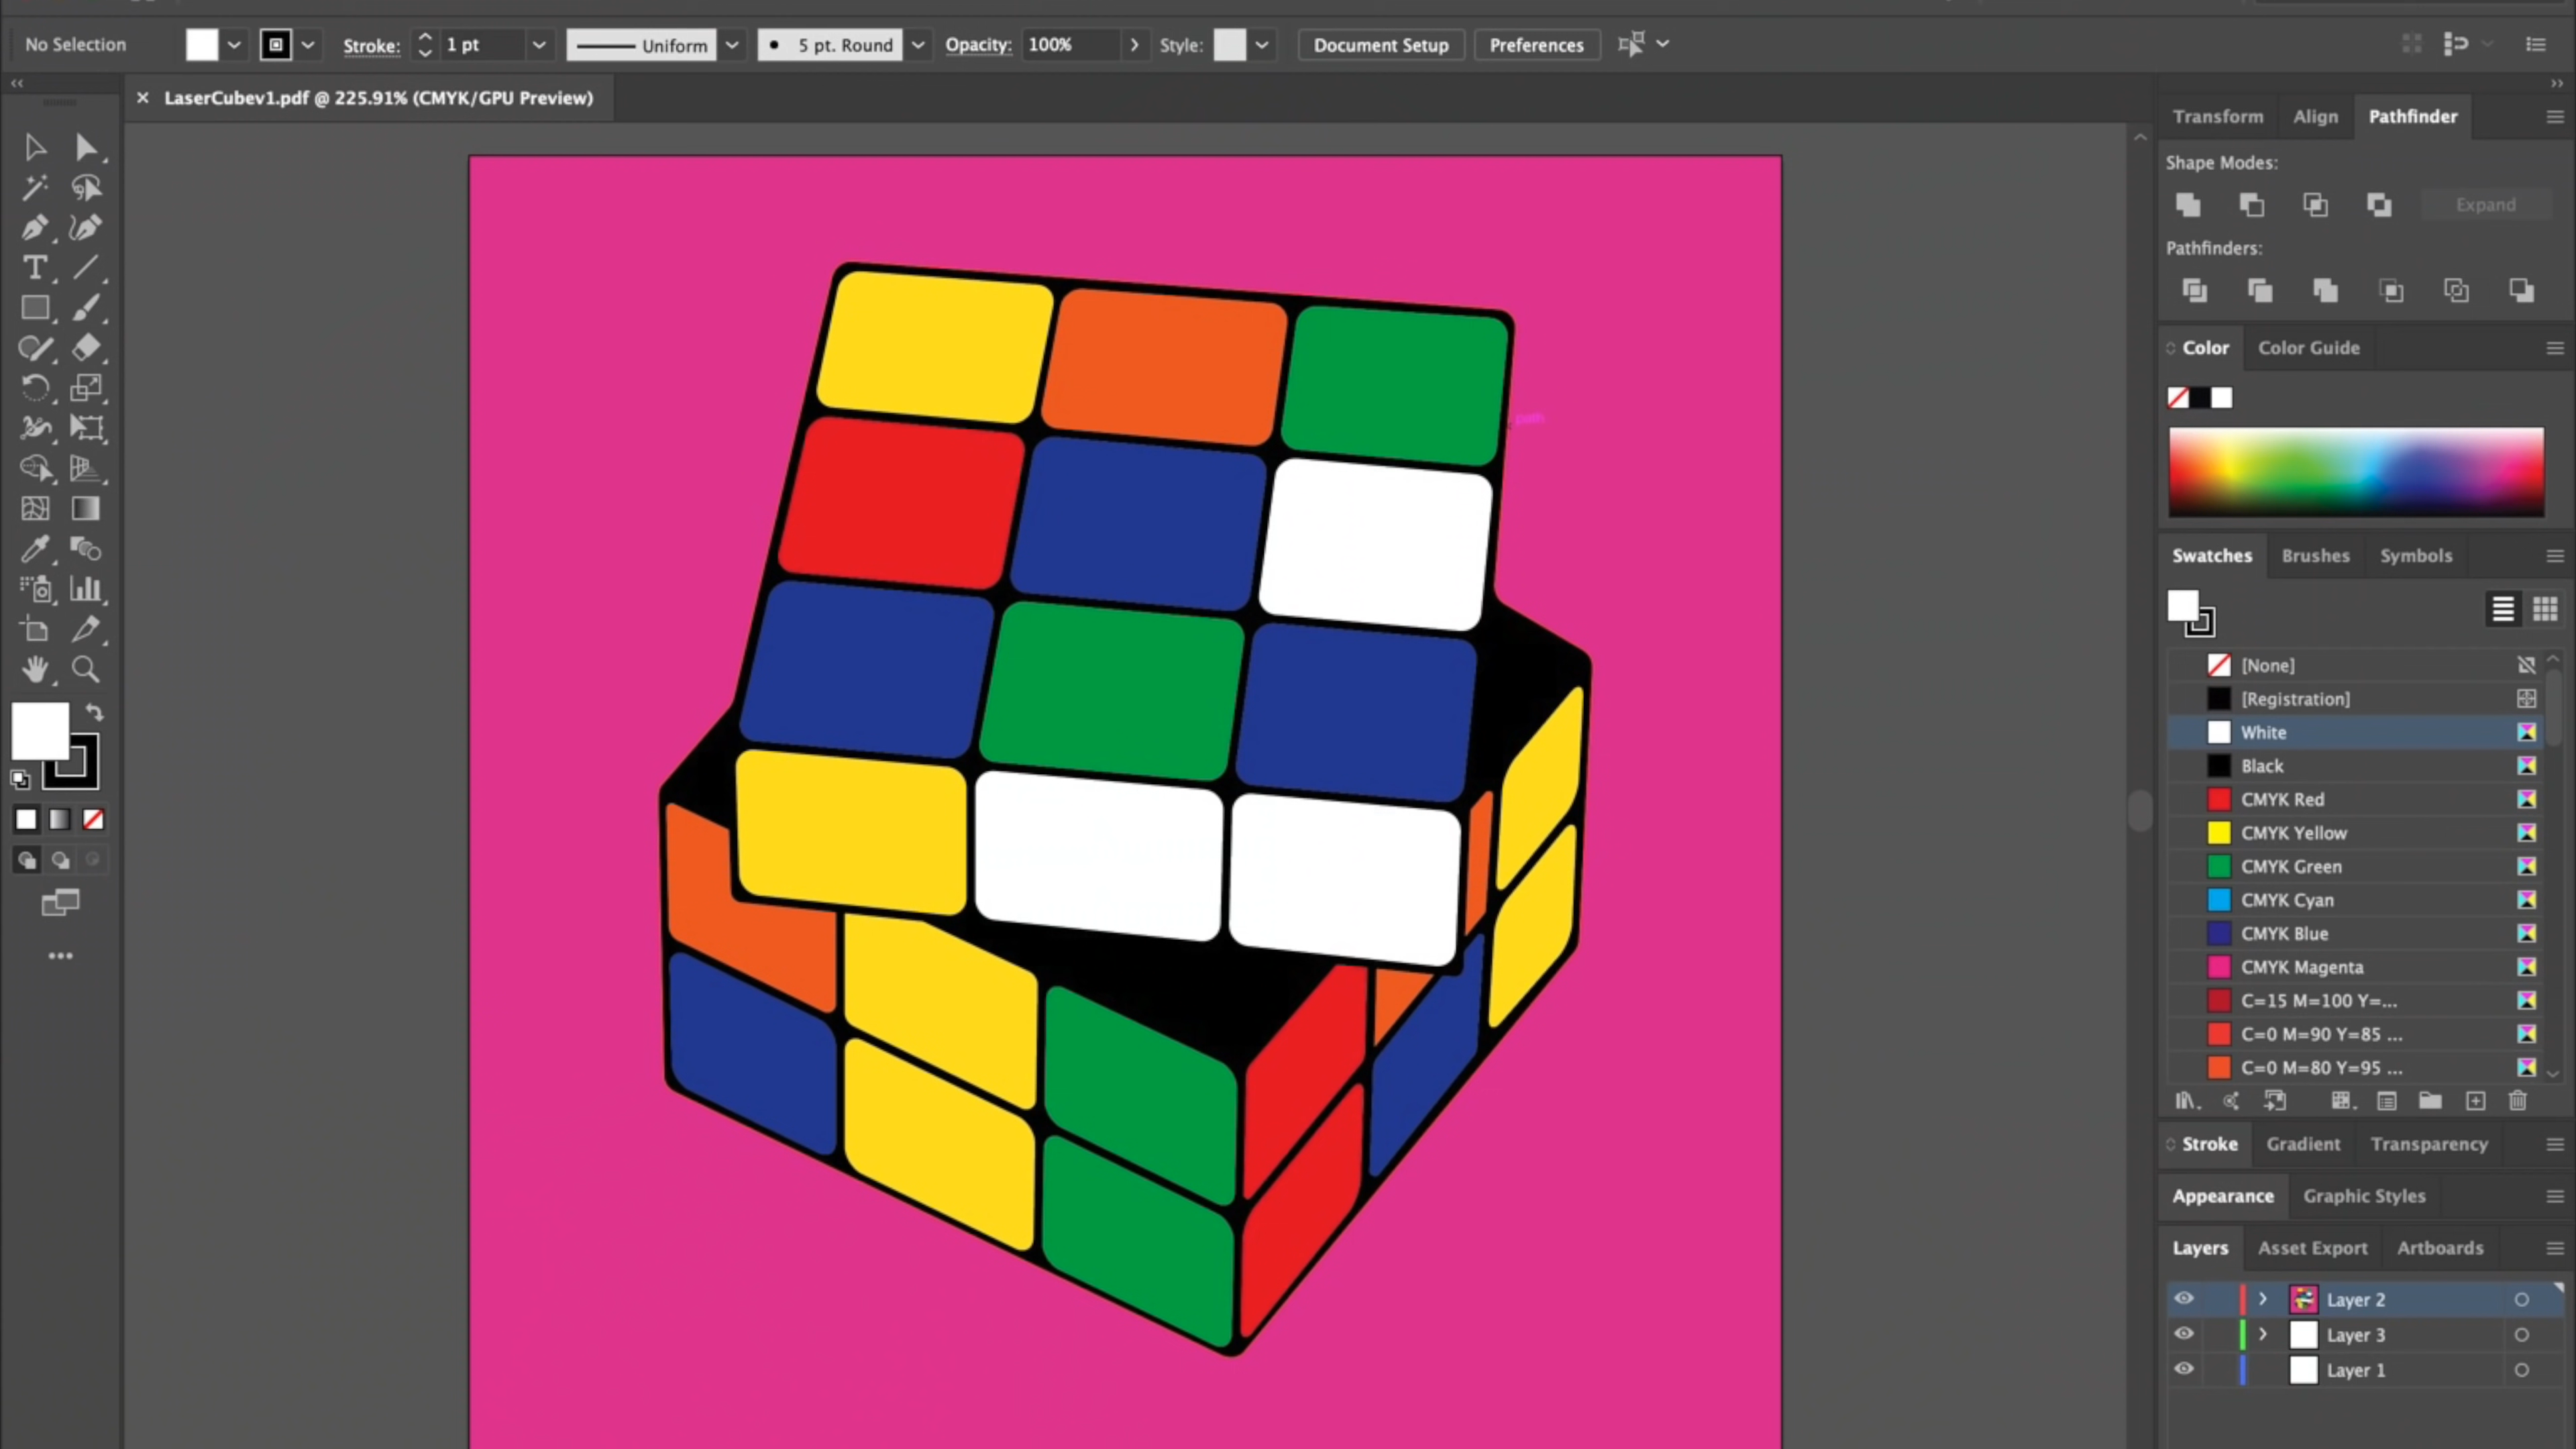 No Selection
Stroke: 1 pt Uniform 5 pt. Round Opacity: 100% Style: Document Setup Preferences
LaserCubev1.pdf @ 225.91% (CMYK/GPU Preview)
Transform Align Pathfinder
Shape Modes:
Expand
Pathfinders:
Color Color Guide
path
Swatches Brushes Symbols
[None]
[Registration]
White
Black
CMYK Red
CMYK Yellow
CMYK Green
CMYK Cyan
CMYK Blue
CMYK Magenta
C=15 M=100 Y=...
C=0 M=90 Y=85 ...
C=0 M=80 Y=95 ...
Stroke Gradient Transparency
Appearance Graphic Styles
Layers Asset Export Artboards
Layer 2
Layer 3
Layer 1